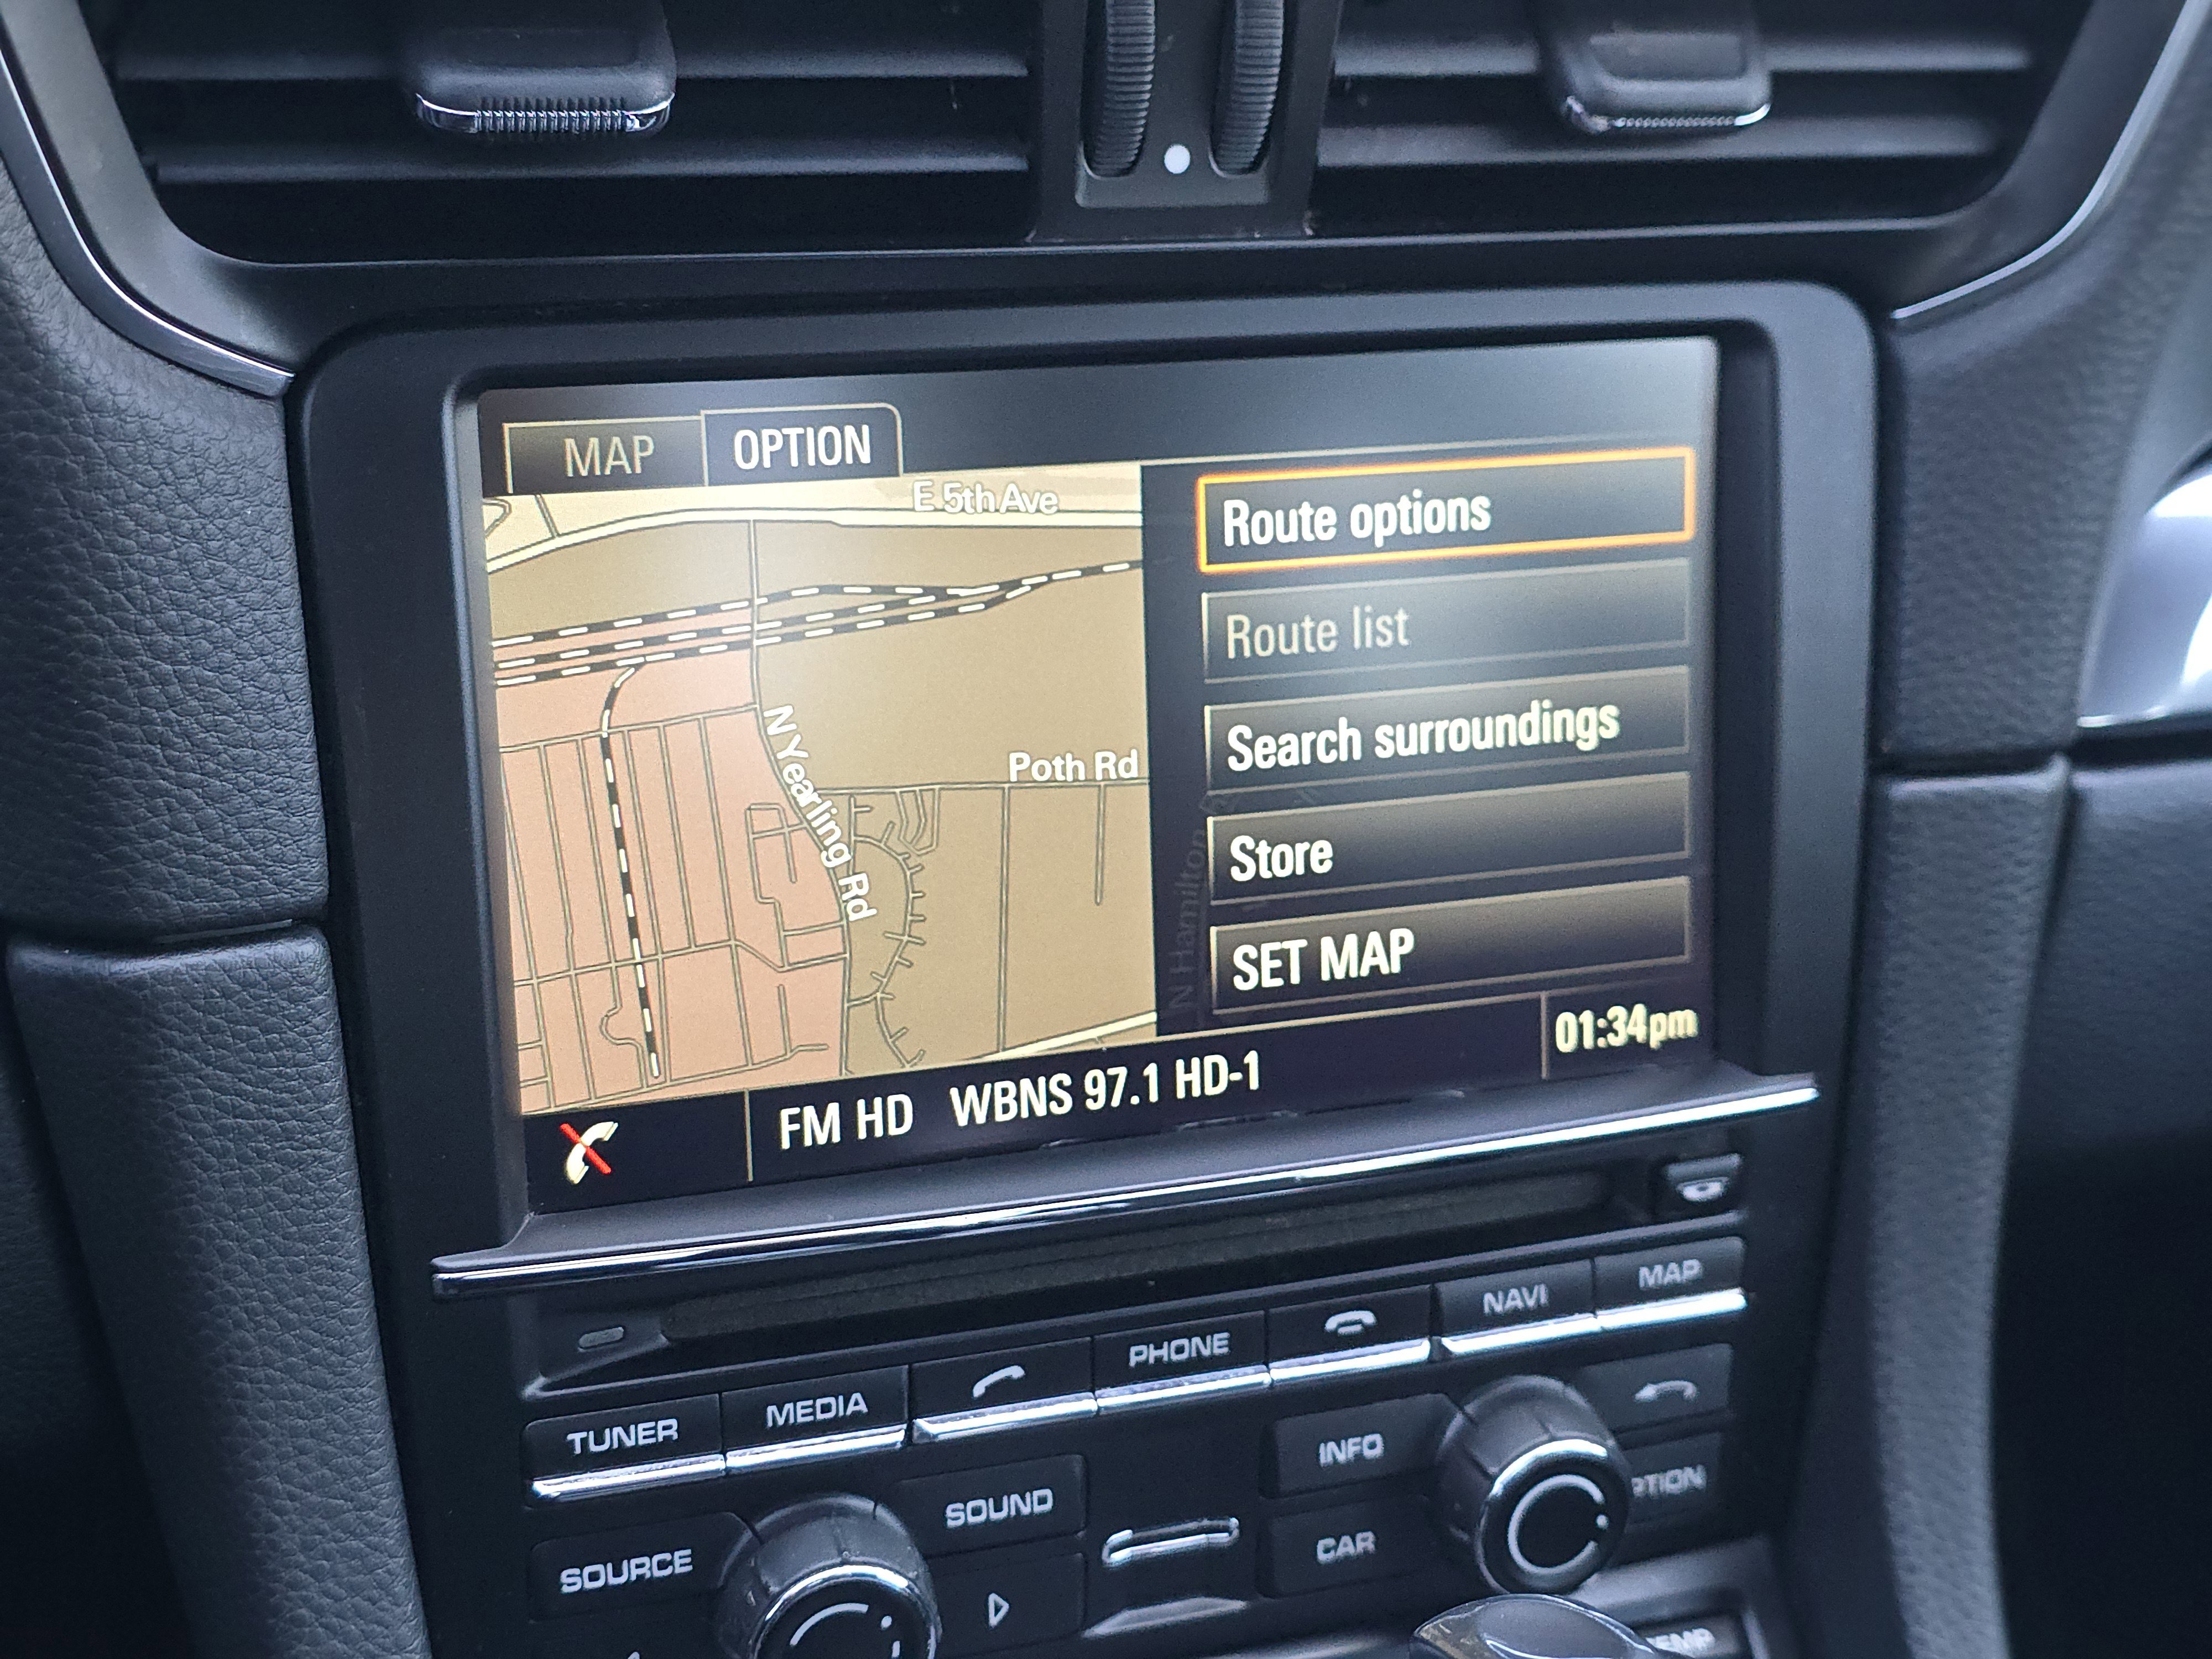 MAP OPTION
E 5th Ave
Route options
Route list
N Yearling Rd
Poth Rd
Search surroundings
N Hamilton
Store
SET MAP
01:34pm
FM HD WBNS 97.1 HD-1
TUNER MEDIA PHONE NAVI MAP
SOURCE SOUND INFO
CAR